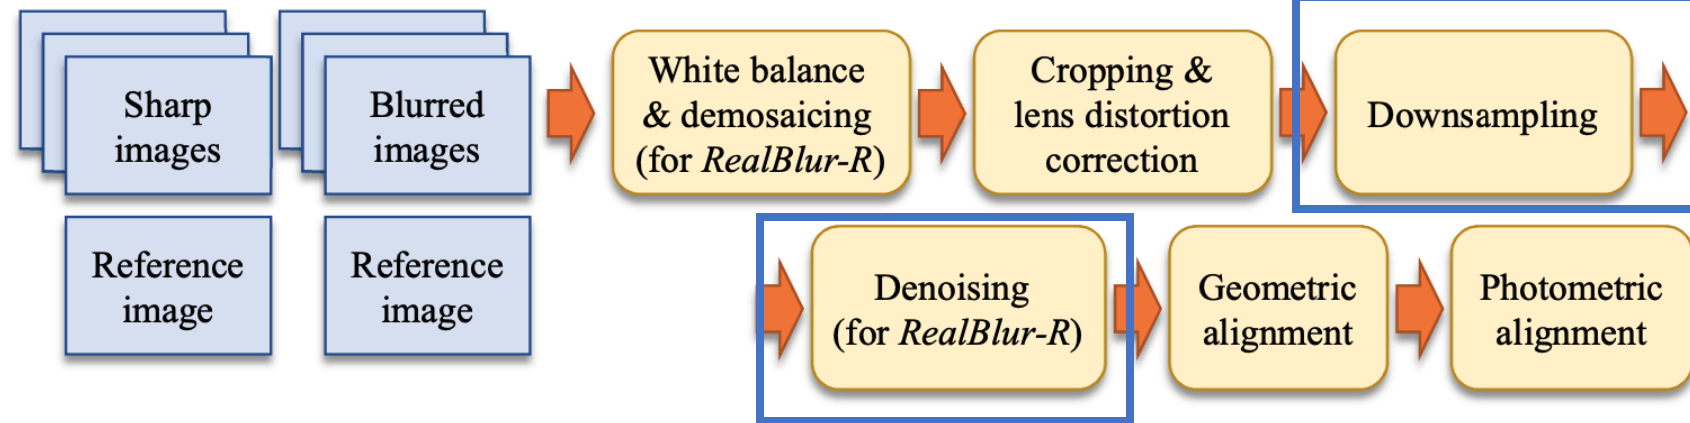 Sharp
images
Blurred
images
Reference
image
Reference
image
White balance
& demosaicing
(for RealBlur-R)
Cropping &
lens distortion
correction
Downsampling
Denoising
(for RealBlur-R)
Geometric
alignment
Photometric
alignment